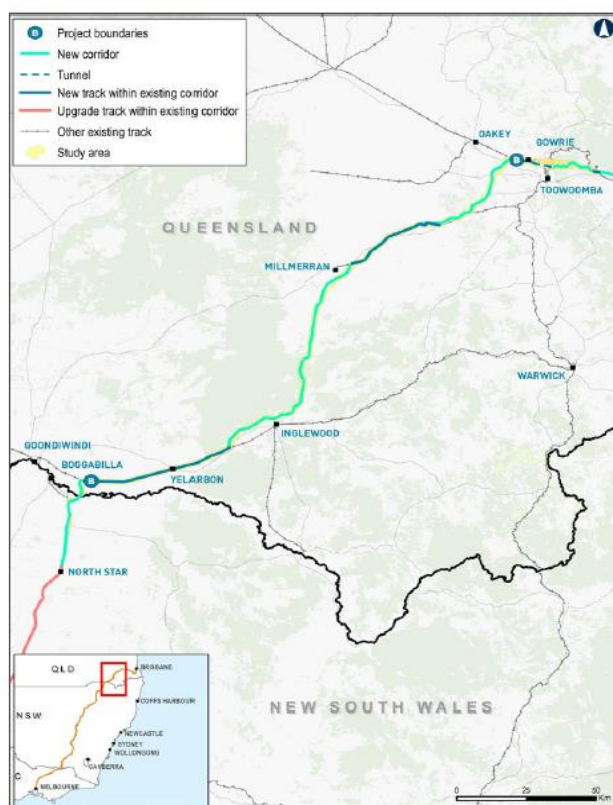 B Project boundaries
New corridor
Tunnel
New track within existing corridor
Upgrade track within existing corridor
Other existing track
Study area
OAKEY
B
GOWRIE
TOOWOOMBA
QUEENSLAND
MILLMERRAN
WARWICK
INGLEWOOD
GOONDIWINDI
BOGGABILLA
B
YELARBON
NORTH STAR
QLD
BRISBANE
COFFS HARBOUR
NSW
NEWCASTLE
SYDNEY
WOLLONGONG
CANBERRA
C
MELBOURNE
NEW SOUTH WALES
0
25
50
Km